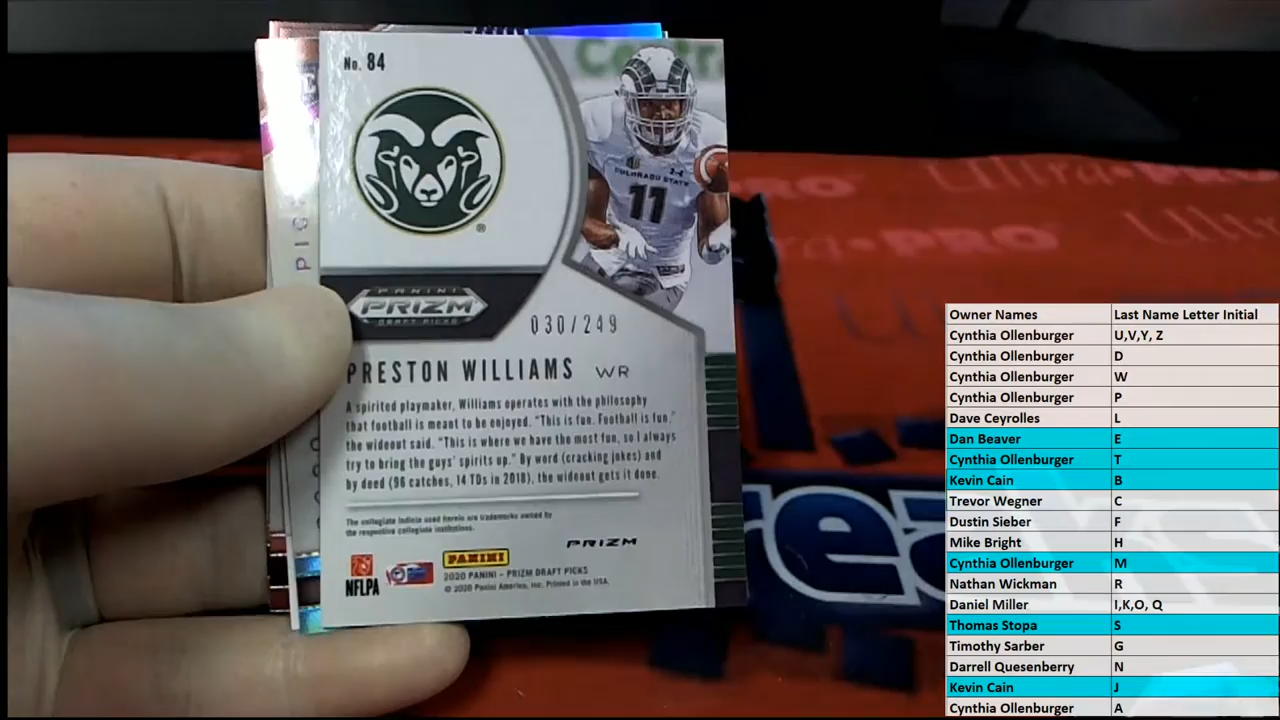 No. 84
Centr
COLORADO STATE
11
®
PANINI
PRIZM
DRAFT PICKS
030/249
PRESTON WILLIAMS WR
A spirited playmaker, Williams operates with the philosophy
that football is meant to be enjoyed. "This is fun. Football is fun,"
the wideout said. "This is where we have the most fun, so I always
try to bring the guys' spirits up." By word (cracking jokes) and
by deed (96 catches, 14 TDs in 2018), the wideout gets it done.
The collegiate indicia used herein are trademarks owned by
the respective collegiate institutions.
PRIZM
NFLPA
PANINI
2020 PANINI – PRIZM DRAFT PICKS
© 2020 Panini America, Inc. Printed in the USA.
PIC
PRO
Ultra
PRO
Ultra
rea
Owner Names Last Name Letter Initial
Cynthia Ollenburger U,V,Y, Z
Cynthia Ollenburger D
Cynthia Ollenburger W
Cynthia Ollenburger P
Dave Ceyrolles L
Dan Beaver E
Cynthia Ollenburger T
Kevin Cain B
Trevor Wegner C
Dustin Sieber F
Mike Bright H
Cynthia Ollenburger M
Nathan Wickman R
Daniel Miller I,K,O, Q
Thomas Stopa S
Timothy Sarber G
Darrell Quesenberry N
Kevin Cain J
Cynthia Ollenburger A